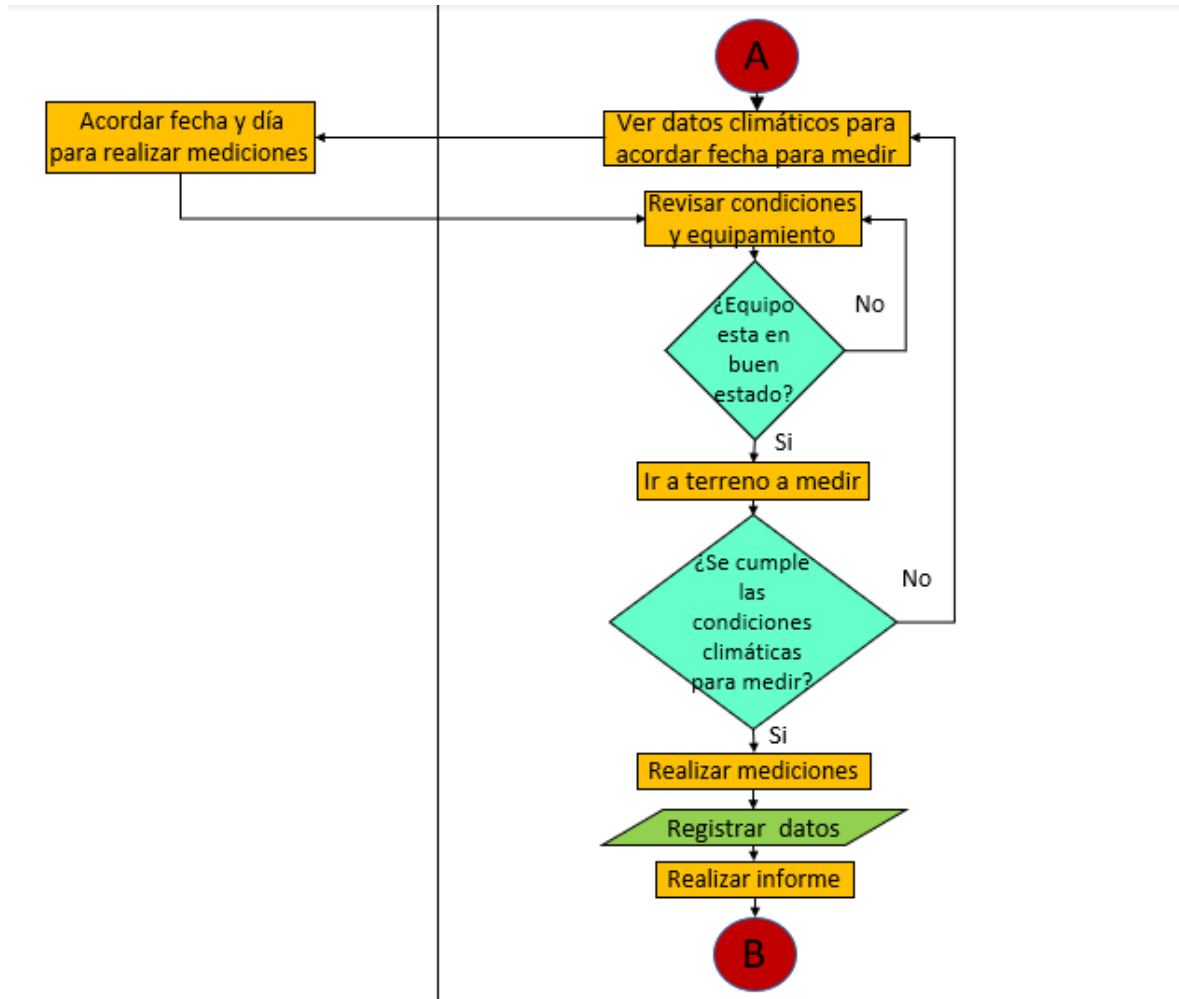 A
Acordar fecha y día
para realizar mediciones
Ver datos climáticos para
acordar fecha para medir
Revisar condiciones
y equipamiento
¿Equipo
esta en
buen
estado?
No
Si
Ir a terreno a medir
¿Se cumple
las
condiciones
climáticas
para medir?
No
Si
Realizar mediciones
Registrar datos
Realizar informe
B